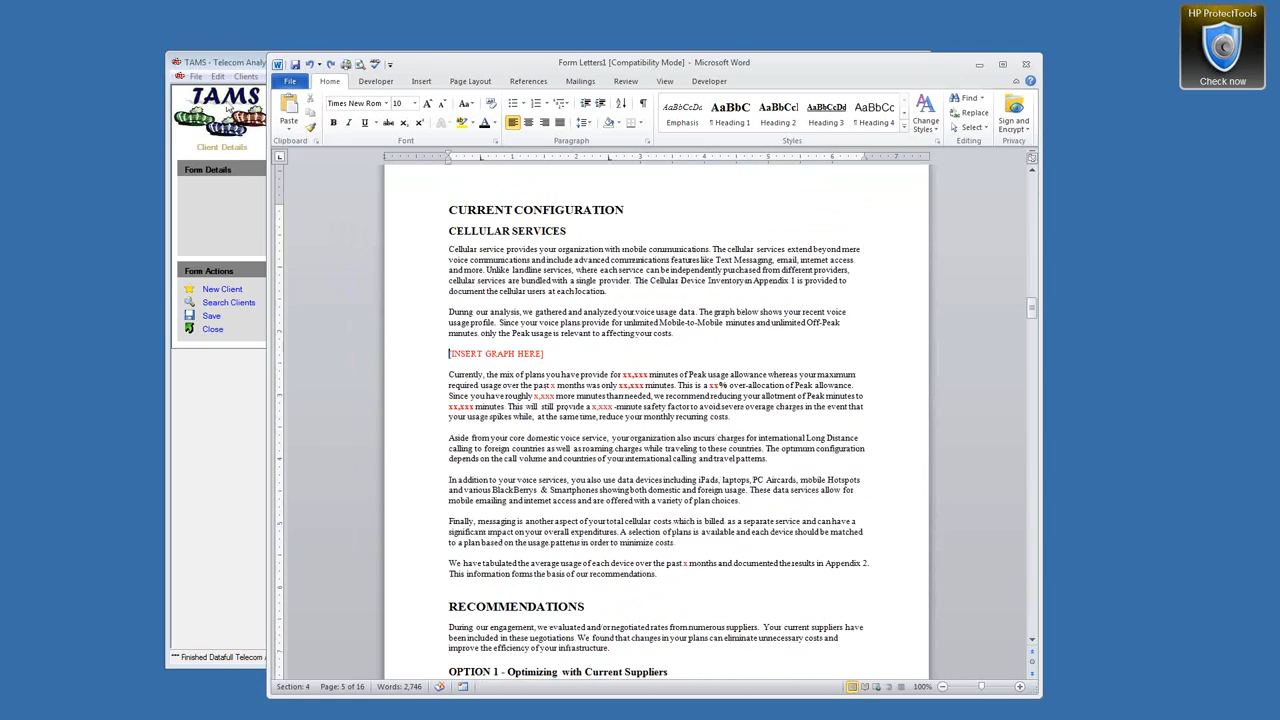 HP ProtectTools
Check now
TAMS - Telecom Analy
File Edit Clients
TAMS
Client Details
Form Details
Form Actions
New Client
Search Clients
Save
Close
*** Finished Datafull Telecom A
Form Letters1 [Compatibility Mode] - Microsoft Word
File Home Developer Insert Page Layout References Mailings Review View Developer
Paste
Clipboard
Times New Rom 10
Font
Paragraph
AaBbCcDc AaBbC AaBbCcl AaBbCcDd AaBbCc
Emphasis ¶ Heading 1 Heading 2 Heading 3 ¶ Heading 4
Styles
Change Styles
Find
Replace
Select
Editing
Sign and Encrypt
Privacy
CURRENT CONFIGURATION
CELLULAR SERVICES
Cellular service provides your organization with mobile communications. The cellular services extend beyond mere
voice communications and include advanced communications features like Text Messaging, email, internet access
and more. Unlike landline services, where each service can be independently purchased from different providers,
cellular services are bundled with a single provider. The Cellular Device Inventory in Appendix 1 is provided to
document the cellular users at each location.
During our analysis, we gathered and analyzed your voice usage data. The graph below shows your recent voice
usage profile. Since your voice plans provide for unlimited Mobile-to-Mobile minutes and unlimited Off-Peak
minutes, only the Peak usage is relevant to affecting your costs.
[INSERT GRAPH HERE]
Currently, the mix of plans you have provide for xx,xxx minutes of Peak usage allowance whereas your maximum
required usage over the past x months was only xx,xxx minutes. This is a xx% over-allocation of Peak allowance.
Since you have roughly x,xxx more minutes than needed, we recommend reducing your allotment of Peak minutes to
xx,xxx minutes. This will still provide a x,xxx -minute safety factor to avoid severe overage charges in the event that
your usage spikes while, at the same time, reduce your monthly recurring costs.
Aside from your core domestic voice service, your organization also incurs charges for international Long Distance
calling to foreign countries as well as roaming charges while traveling to these countries. The optimum configuration
depends on the call volume and countries of your international calling and travel patterns.
In addition to your voice services, you also use data devices including iPads, laptops, PC Aircards, mobile Hotspots
and various BlackBerrys & Smartphones showing both domestic and foreign usage. These data services allow for
mobile emailing and internet access and are offered with a variety of plan choices.
Finally, messaging is another aspect of your total cellular costs which is billed as a separate service and can have a
significant impact on your overall expenditures. A selection of plans is available and each device should be matched
to a plan based on the usage patterns in order to minimize costs.
We have tabulated the average usage of each device over the past x months and documented the results in Appendix 2.
This information forms the basis of our recommendations.
RECOMMENDATIONS
During our engagement, we evaluated and/or negotiated rates from numerous suppliers. Your current suppliers have
been included in these negotiations. We found that changes in your plans can eliminate unnecessary costs and
improve the efficiency of your infrastructure.
OPTION 1 - Optimizing with Current Suppliers
Section: 4 Page: 5 of 16 Words: 2,746 100%